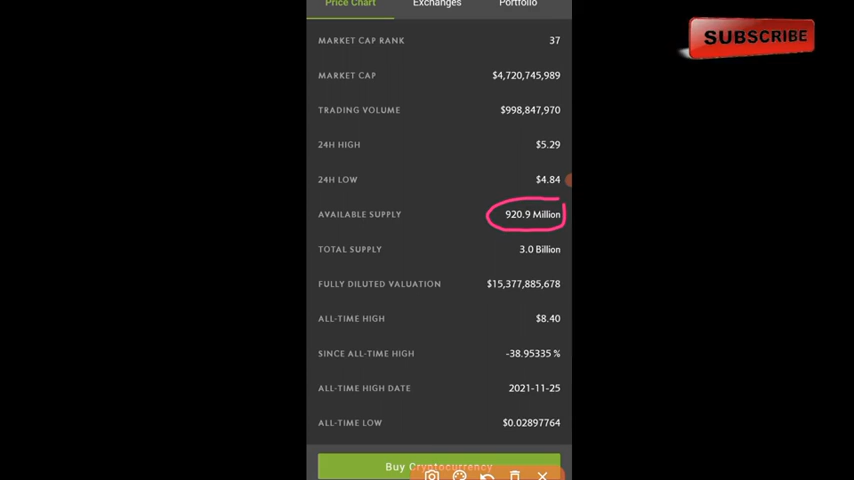 Price Chart Exchanges Portfolio
SUBSCRIBE
MARKET CAP RANK 37
MARKET CAP $4,720,745,989
TRADING VOLUME $998,847,970
24H HIGH $5.29
24H LOW $4.84
AVAILABLE SUPPLY 920.9 Million
TOTAL SUPPLY 3.0 Billion
FULLY DILUTED VALUATION $15,377,885,678
ALL-TIME HIGH $8.40
SINCE ALL-TIME HIGH -38.95335 %
ALL-TIME HIGH DATE 2021-11-25
ALL-TIME LOW $0.02897764
Buy Cryptocurrency